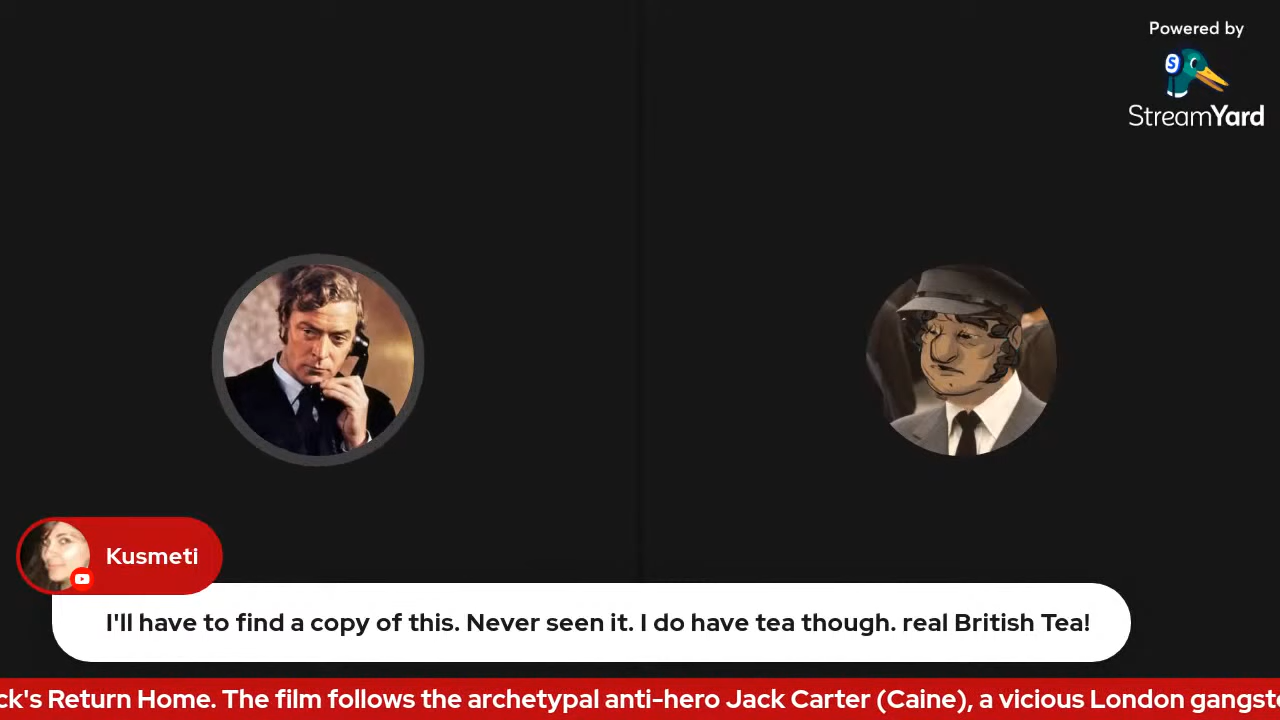 Powered by
S
StreamYard
Kusmeti
I'll have to find a copy of this. Never seen it. I do have tea though. real British Tea!
ck's Return Home. The film follows the archetypal anti-hero Jack Carter (Caine), a vicious London gangst